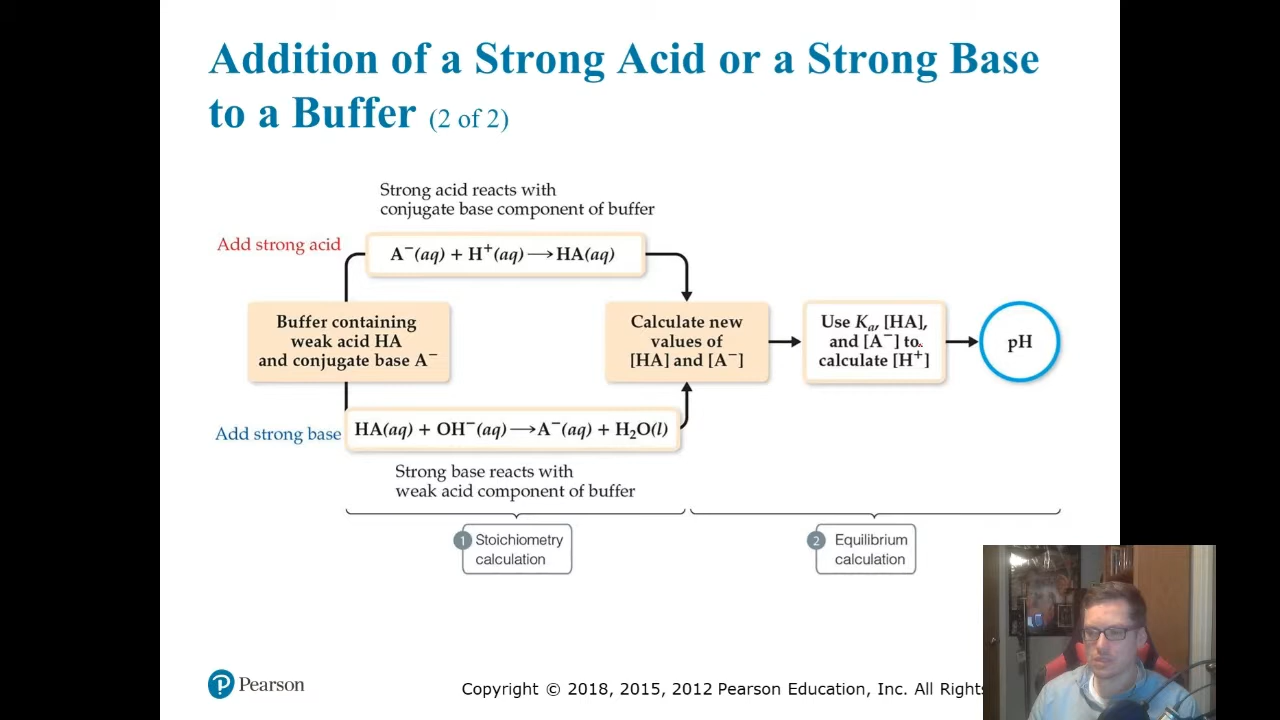 Addition of a Strong Acid or a Strong Base
to a Buffer (2 of 2)
Strong acid reacts with
conjugate base component of buffer
Add strong acid
A⁻(aq) + H⁺(aq) ⟶ HA(aq)
Buffer containing
weak acid HA
and conjugate base A⁻
Calculate new
values of
[HA] and [A⁻]
Use Kₐ, [HA],
and [A⁻] to
calculate [H⁺]
pH
Add strong base
HA(aq) + OH⁻(aq) ⟶ A⁻(aq) + H₂O(l)
Strong base reacts with
weak acid component of buffer
1 Stoichiometry
calculation
2 Equilibrium
calculation
P Pearson
Copyright © 2018, 2015, 2012 Pearson Education, Inc. All Rights